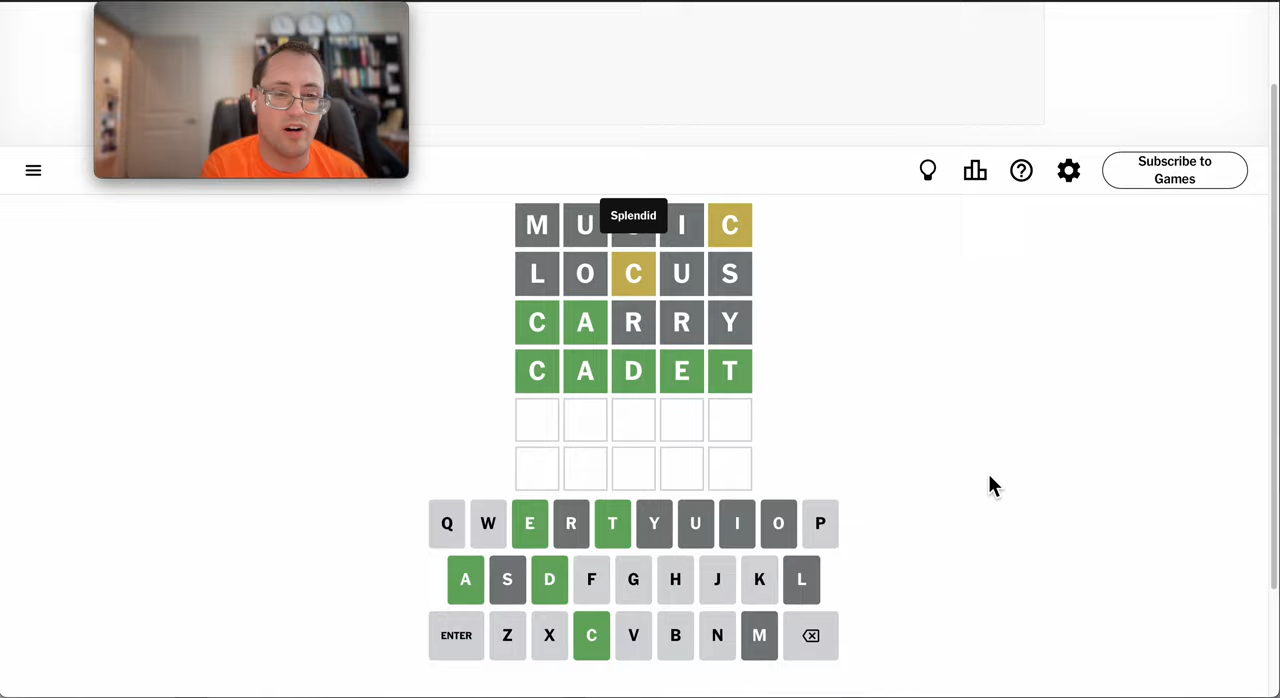 Subscribe to
Games
Splendid
M U I C
L O C U S
C A R R Y
C A D E T
Q W E R T Y U I O P
A S D F G H J K L
ENTER Z X C V B N M